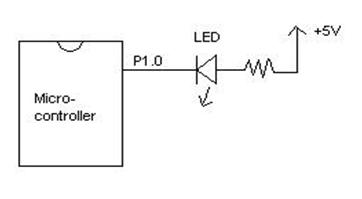 LED
+5V
P1.0
Micro-
controller